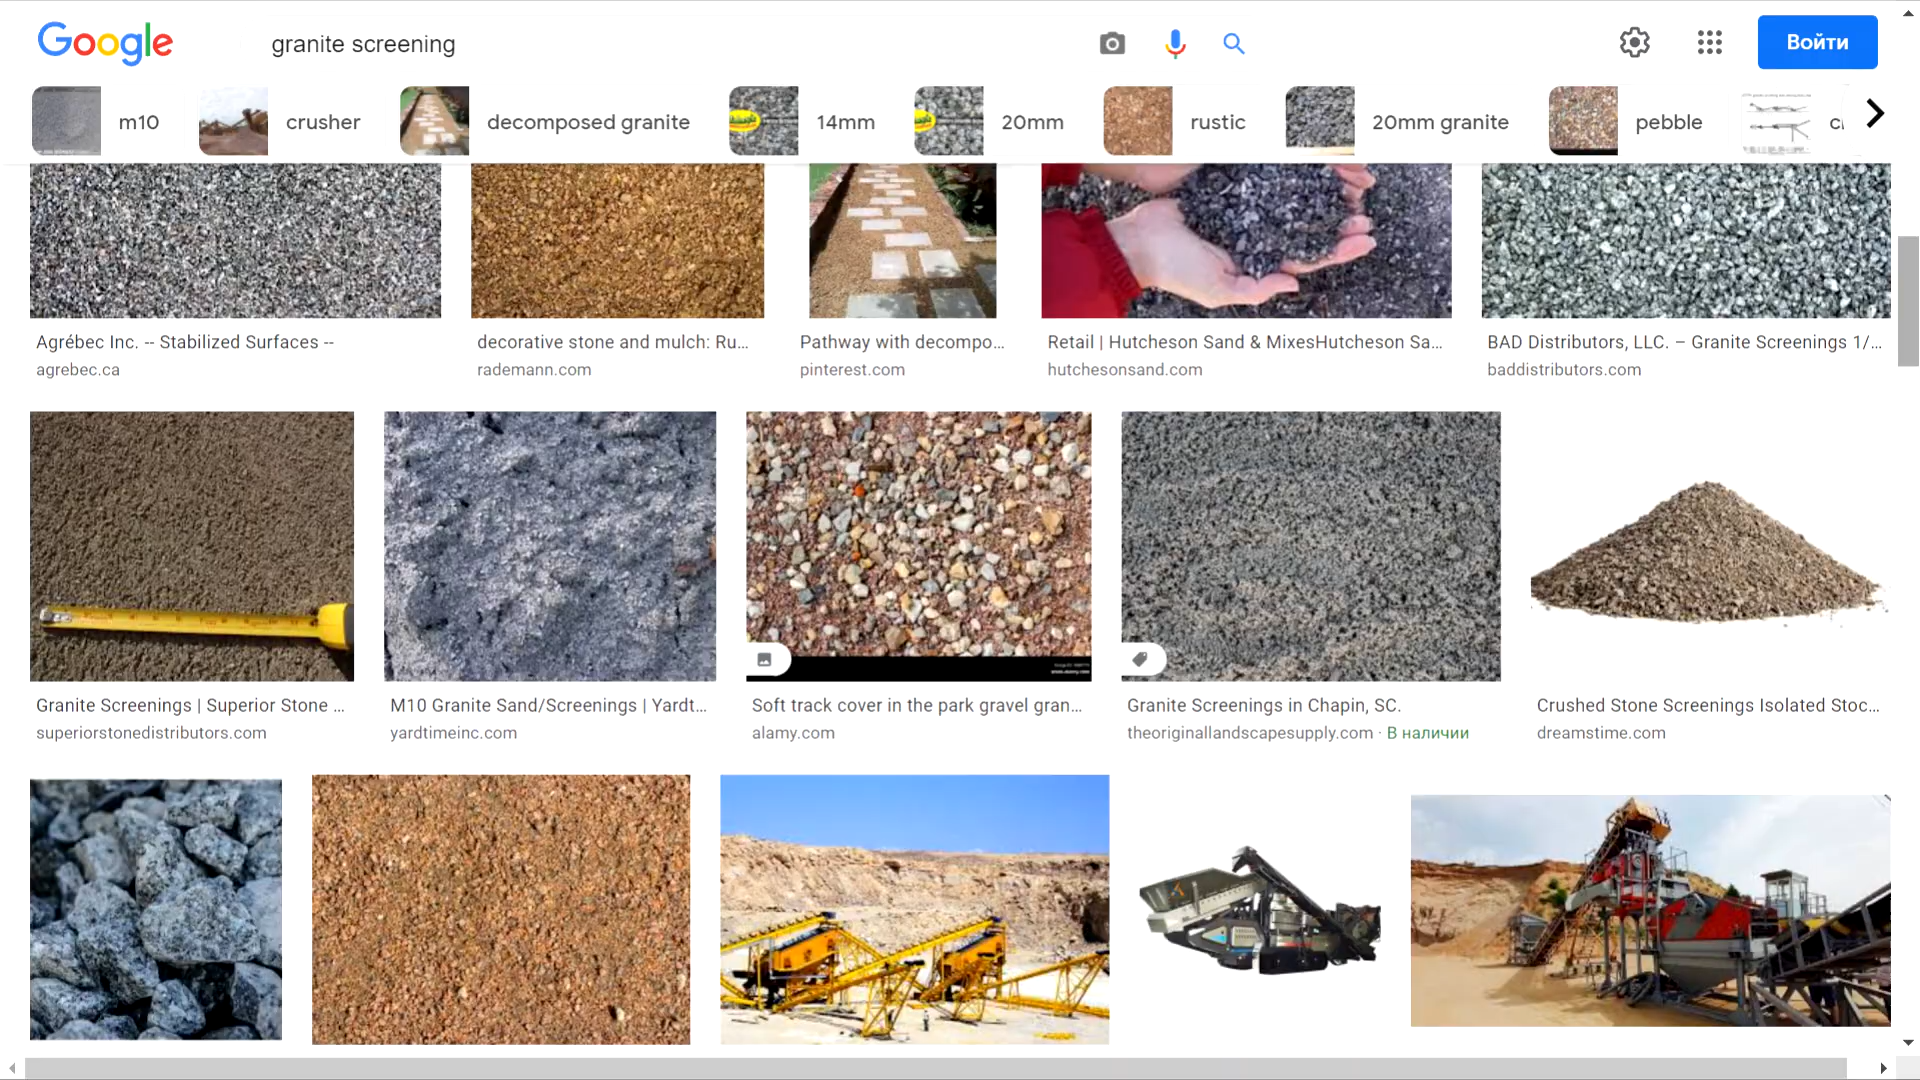 Google
granite screening
Войти
m10
crusher
decomposed granite
14mm
20mm
rustic
20mm granite
pebble
Agrébec Inc. -- Stabilized Surfaces --
agrebec.ca
decorative stone and mulch: Ru...
rademann.com
Pathway with decompo...
pinterest.com
Retail | Hutcheson Sand & MixesHutcheson Sa...
hutchesonsand.com
BAD Distributors, LLC. – Granite Screenings 1/...
baddistributors.com
Granite Screenings | Superior Stone ...
superiorstonedistributors.com
M10 Granite Sand/Screenings | Yardt...
yardtimeinc.com
Soft track cover in the park gravel gran...
alamy.com
Granite Screenings in Chapin, SC.
theoriginallandscapesupply.com · В наличии
Crushed Stone Screenings Isolated Stoc...
dreamstime.com